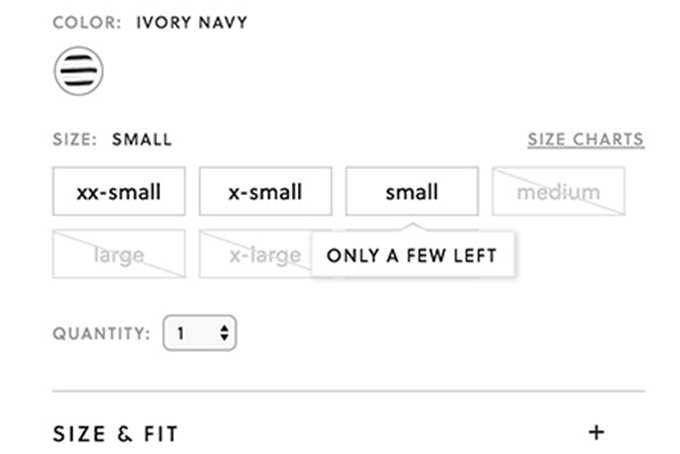 COLOR: IVORY NAVY
SIZE: SMALL SIZE CHARTS
xx-small x-small small medium
large x-large ONLY A FEW LEFT
QUANTITY: 1
SIZE & FIT +